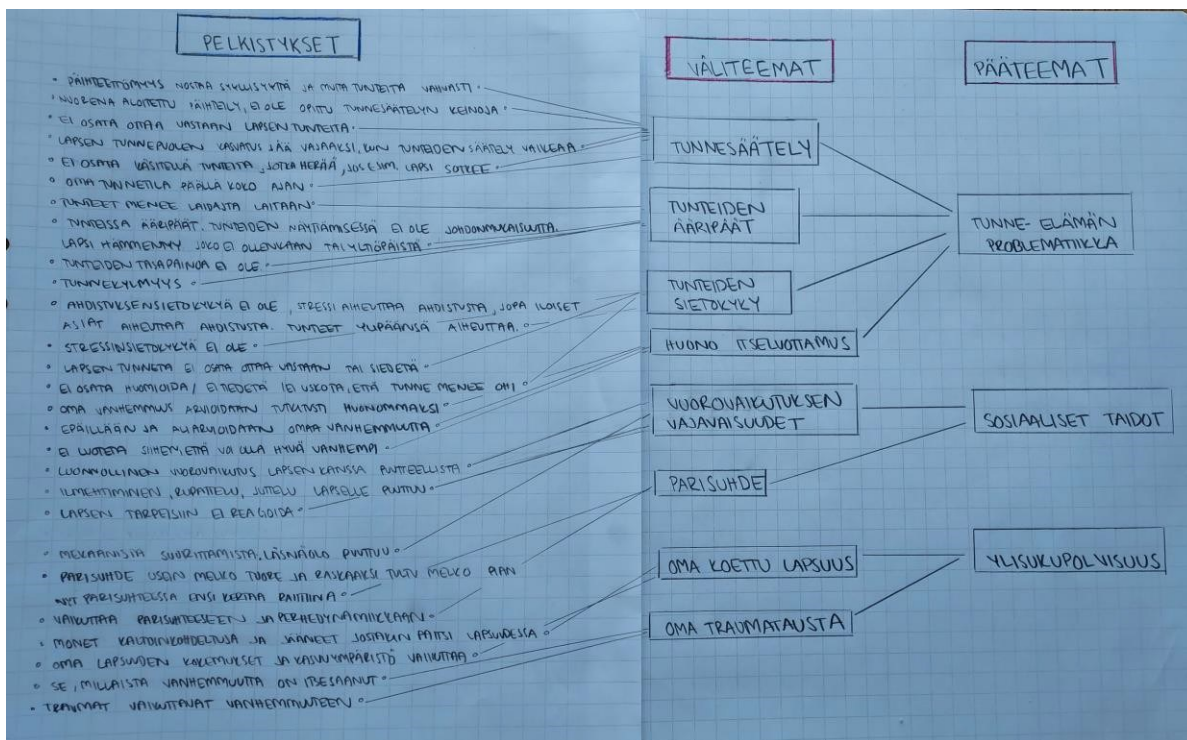 PELKISTYKSET
• PÄIHTEETTÖMYYS NOSTAA SYYLLISYYTTÄ JA MUITA TUNTEITA VAHVASTI
• NUORENA ALOITETTU PÄIHTEILY, EI OLE OPITTU TUNNESÄÄTELYN KEINOJA
• EI OSATA OTTAA VASTAAN LAPSEN TUNTEITA
• LAPSEN TUNNEPUOLEN KASVATUS JÄÄ VAJAAKSI, KUN TUNTEIDEN SÄÄTELY VAIKEAA
• EI OSATA KÄSITELLÄ TUNTEITA, JOTKA HERÄÄ, JOS ESIM. LAPSI SOTKEE
• OMA TUNNETILA PÄÄLLÄ KOKO AJAN
• TUNTEET MENEE LAIDASTA LAITAAN
• TUNTEISSA ÄÄRIPÄÄT. TUNTEIDEN NÄYTTÄMISESSÄ EI OLE JOHDONMUKAISUUTTA.
LAPSI HÄMMENTYY JOKO EI OLLENKAAN TAI YLTIÖPÄISTÄ
• TUNTEIDEN TASAPAINOA EI OLE.
• TUNNEKYLMYYS
• AHDISTUKSENSIETOKYKYÄ EI OLE, STRESSI AIHEUTTAA AHDISTUSTA, JOPA ILOISET
ASIAT AIHEUTTAA AHDISTUSTA. TUNTEET YLIPÄÄNSÄ AIHEUTTAA.
• STRESSINSIETOKYKYÄ EI OLE
• LAPSEN TUNNETA EI OSATA OTTAA VASTAAN TAI SIEDETÄ
• EI OSATA HUOMIOIDA / EI TIEDETÄ / EI USKOTA, ETTÄ TUNNE MENEE OHI
• OMA VANHEMMUUS ARVIOIDAAN TUTKITUSTI HUONOMMAKSI
• EPÄILLÄÄN JA ALIARVIOIDAAN OMAA VANHEMMUUTTA
• EI LUOTETA SIIHEN, ETTÄ VOI OLLA HYVÄ VANHEMPI
• LUONNOLLINEN VUOROVAIKUTUS LAPSEN KANSSA PUUTTEELLISTA
• ILMEHTIMINEN, RUPATTELU, JUTTELU LAPSELLE PUUTTUU
• LAPSEN TARPEISIIN EI REAGOIDA
• MEKAANISTA SUORITTAMISTA, LÄSNÄOLO PUUTTUU
• PARISUHDE USEIN MELKO TUORE JA RASKAAKSI TULTU MELKO PIAN
NYT PARISUHTEESSA ENSI KERTAA RAITTIINA
• VAIKUTTAA PARISUHTEESEEN JA PERHEDYNAMIIKKAAN
• MONET KALTOINKOHDELTUJA JA JÄÄNEET JOSTAKIN PAITSI LAPSUUDESSA
• OMA LAPSUUDEN KOKEMUKSET JA KASVUYMPÄRISTÖ VAIKUTTAA
• SE, MILLAISTA VANHEMMUUTTA ON ITSE SAANUT
• TRAUMAT VAIKUTTAVAT VANHEMMUUTEEN
VÄLITEEMAT
TUNNESÄÄTELY
TUNTEIDEN
ÄÄRIPÄÄT
TUNTEIDEN
SIETOKYKY
HUONO ITSELUOTTAMUS
VUOROVAIKUTUKSEN
VAJAVAISUUDET
PARISUHDE
OMA KOETTU LAPSUUS
OMA TRAUMATAUSTA
PÄÄTEEMAT
TUNNE-ELÄMÄN
PROBLEMATIIKKA
SOSIAALISET TAIDOT
YLISUKUPOLVISUUS